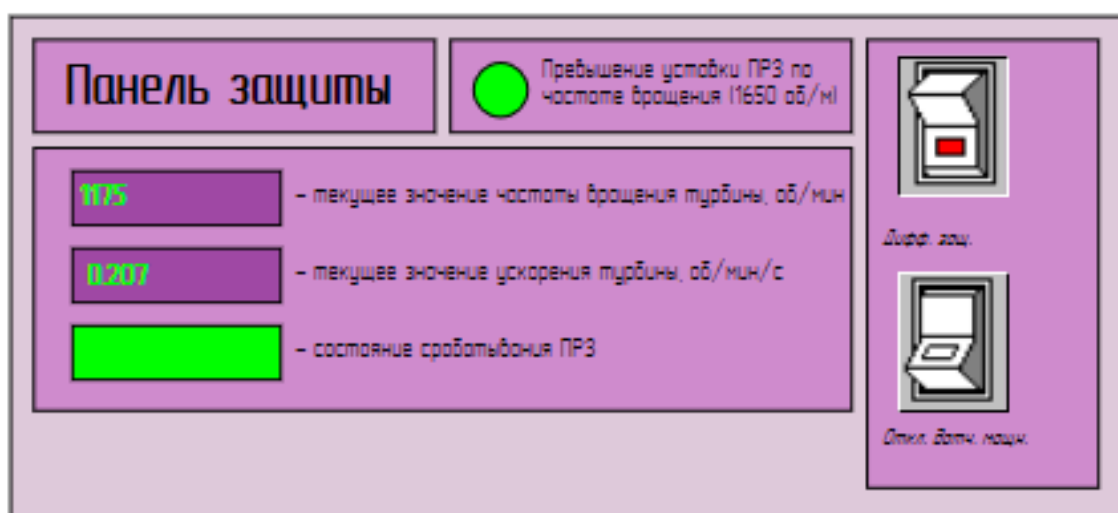 Панель защиты
Превышение уставки ПРЗ по
частоте вращения (1650 об/м)
1175
- текущее значение частоты вращения турбины, об/мин
0.207
- текущее значение ускорения турбины, об/мин/с
- состояние срабатывания ПРЗ
Дифф. защ.
Откл. датч. мощн.